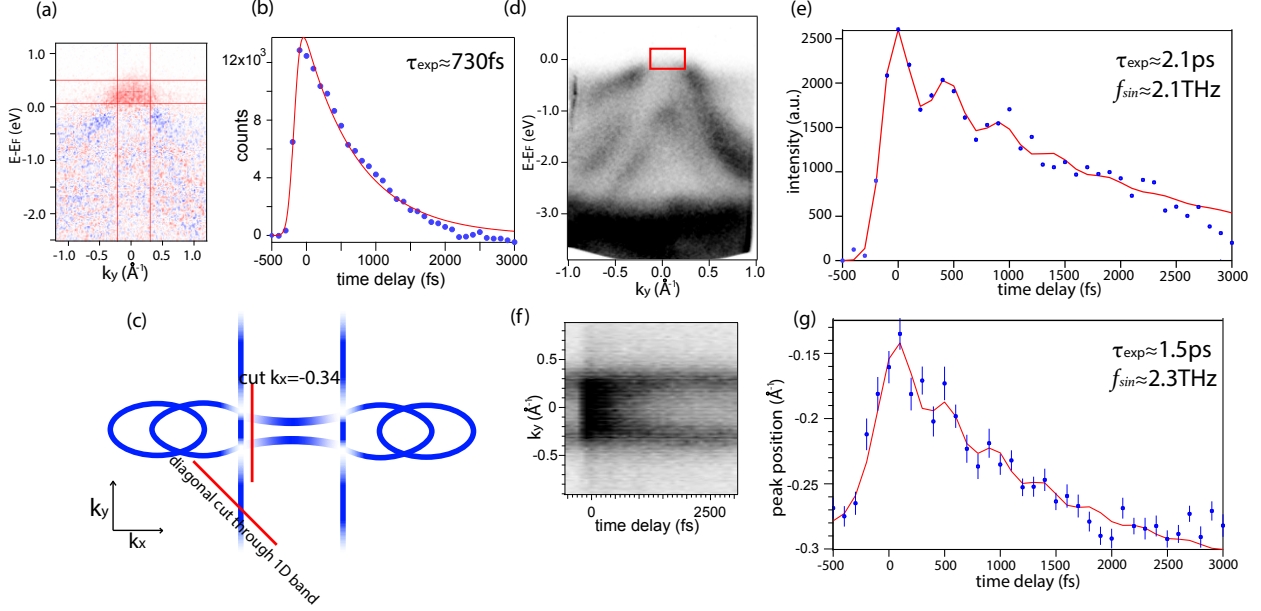 (a)
1.0
0.0
-1.0
-2.0
E-EF (eV)
-1.0 -0.5 0.0 0.5 1.0
ky (Å-1)
(b)
12×10³
8
4
0
counts
τexp≈730fs
-500 0 500 1000 1500 2000 3000
time delay (fs)
(c)
cut kx=-0.34
diagonal cut through 1D band
ky
kx
(d)
0.0
-1.0
-2.0
-3.0
E-EF (eV)
-1.0 -0.5 0.0 0.5 1.0
ky (Å-1)
(e)
2500
2000
1500
1000
500
0
intensity (a.u.)
τexp≈2.1ps
fsin≈2.1THz
-500 0 500 1000 1500 2000 3000
time delay (fs)
(f)
0.5
0
-0.5
ky (Å-1)
0 2500
time delay (fs)
(g)
-0.15
-0.2
-0.25
-0.3
peak position (Å-1)
τexp≈1.5ps
fsin≈2.3THz
-500 0 500 1000 1500 2000 2500 3000
time delay (fs)